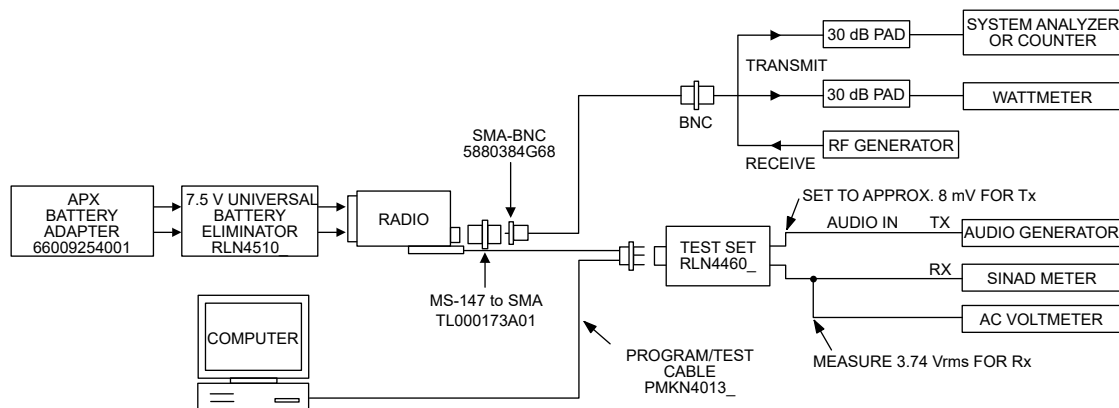 30 dB PAD
SYSTEM ANALYZER
OR COUNTER
TRANSMIT
30 dB PAD
WATTMETER
BNC
RECEIVE
RF GENERATOR
SMA-BNC
5880384G68
APX
BATTERY
ADAPTER
66009254001
7.5 V UNIVERSAL
BATTERY
ELIMINATOR
RLN4510_
RADIO
MS-147 to SMA
TL000173A01
SET TO APPROX. 8 mV FOR Tx
AUDIO IN
TX
AUDIO GENERATOR
TEST SET
RLN4460_
RX
SINAD METER
AC VOLTMETER
MEASURE 3.74 Vrms FOR Rx
COMPUTER
PROGRAM/TEST
CABLE
PMKN4013_